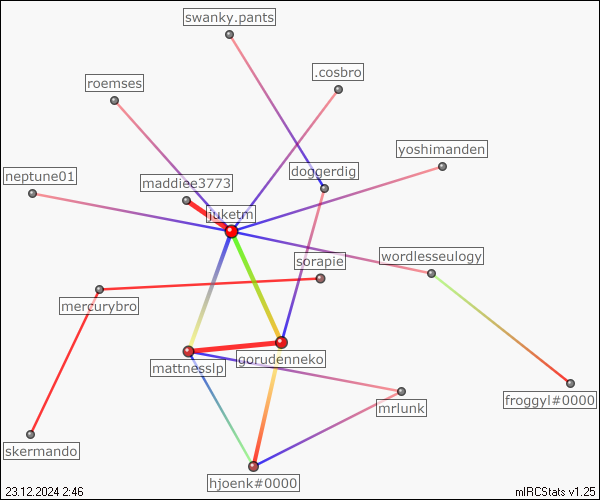 swanky.pants
.cosbro
roemses
yoshimanden
doggerdig
neptune01
maddiee3773
juketm
sorapie
wordlesseulogy
mercurybro
gorudenneko
mattnesslp
froggyl#0000
mrlunk
skermando
hjoenk#0000
23.12.2024 2:46
mIRCStats v1.25